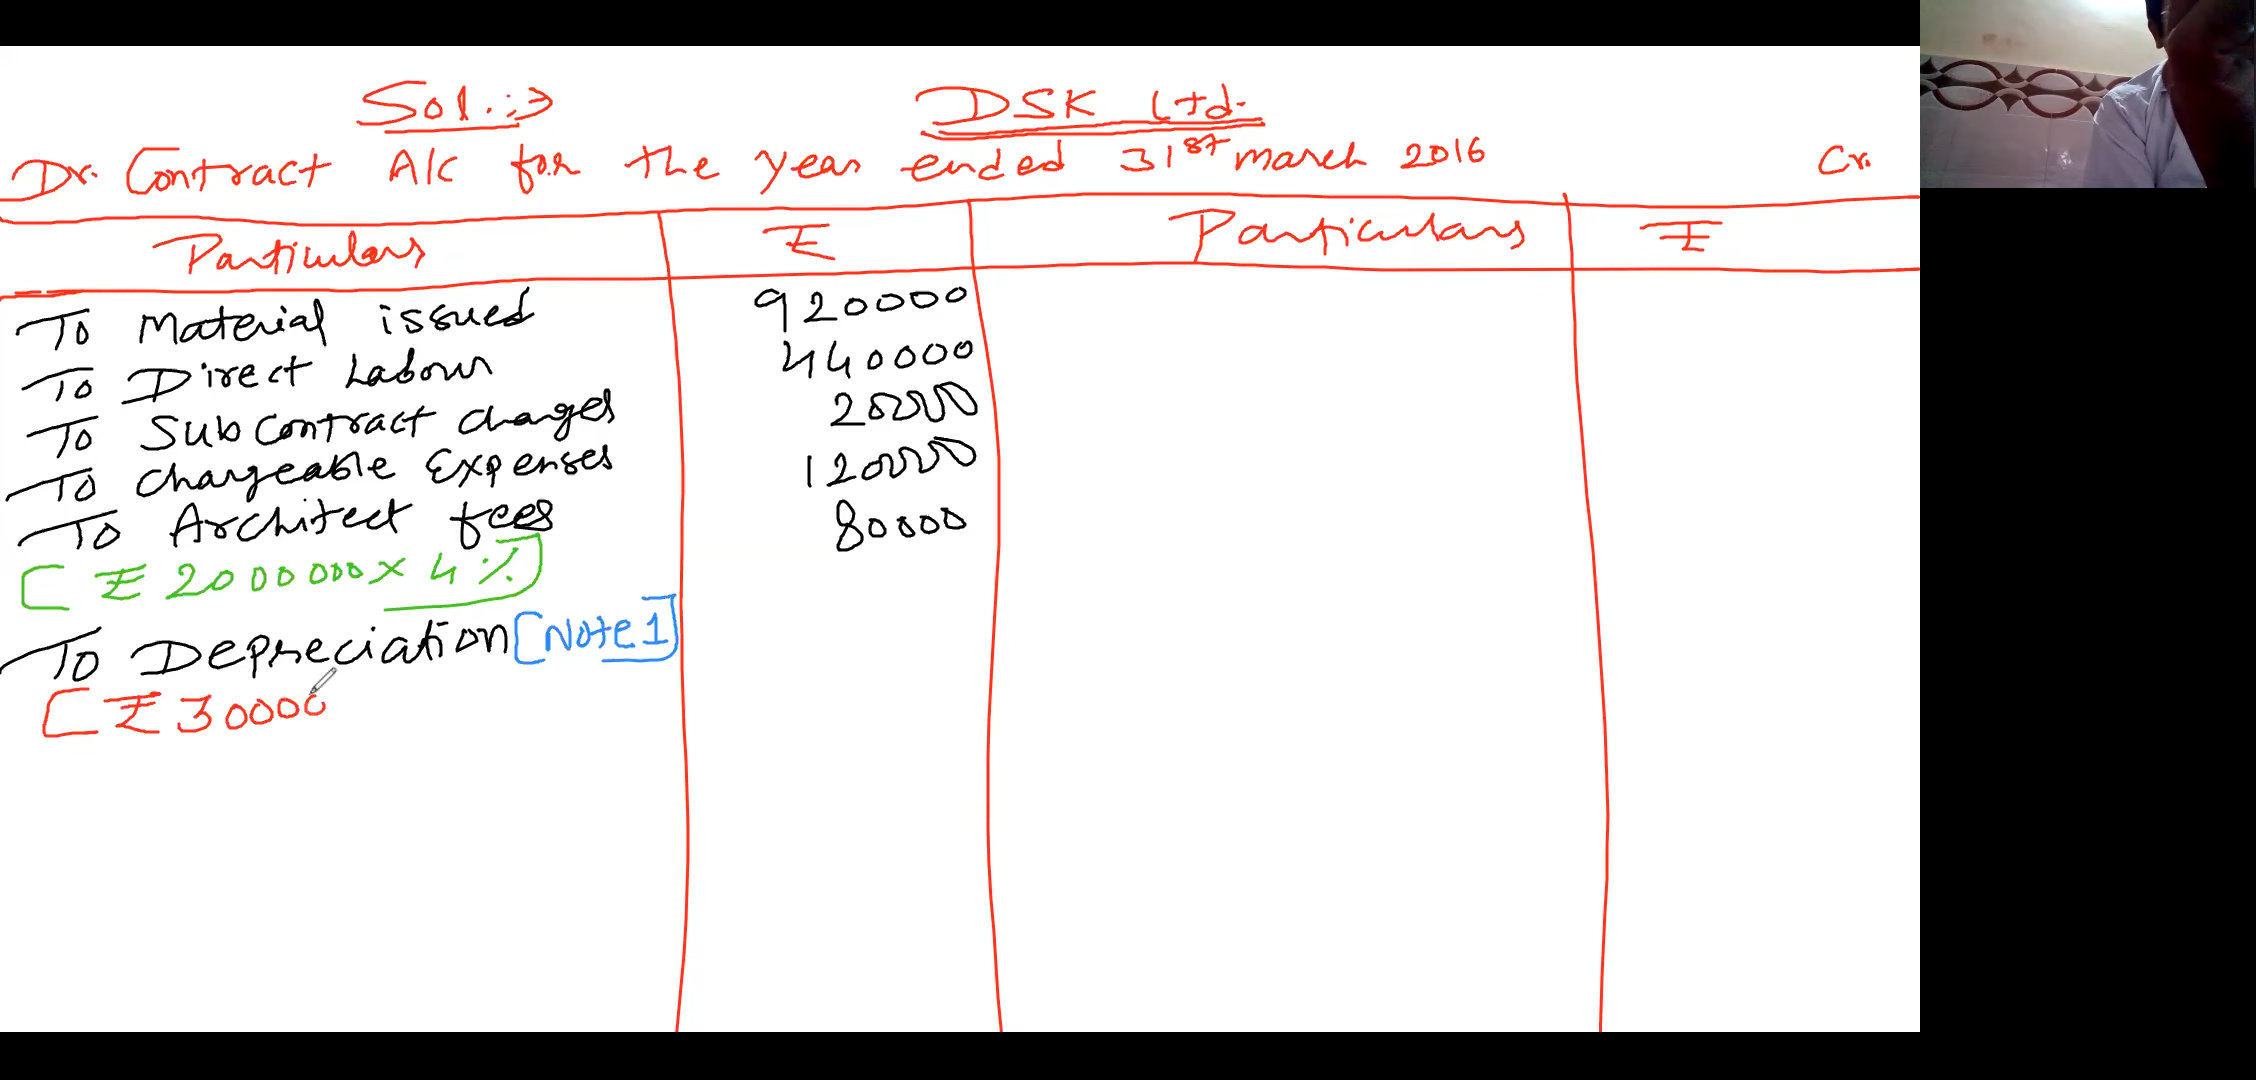 Sol. :⇒ DSK Ltd.
Dr. Contract A/C for the year ended 31st march 2016 Cr.
Particulars ₹ Particulars ₹
To Material issued 920000
To Direct Labour 440000
To Sub Contract charges 20000
To Chargeable Expenses 120000
To Architect fees 80000
[₹ 2000000 x 4%]
To Depreciation [Note 1]
[₹ 30000